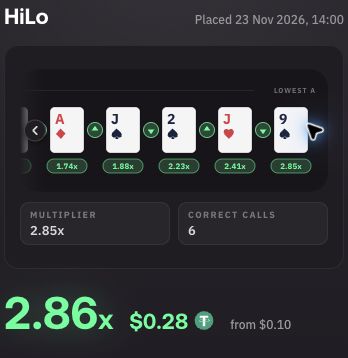 HiLo
Placed 23 Nov 2026, 14:00
LOWEST A
A J 2 J 9
1.74x 1.88x 2.23x 2.41x 2.85x
MULTIPLIER
2.85x
CORRECT CALLS
6
2.86x $0.28 T from $0.10